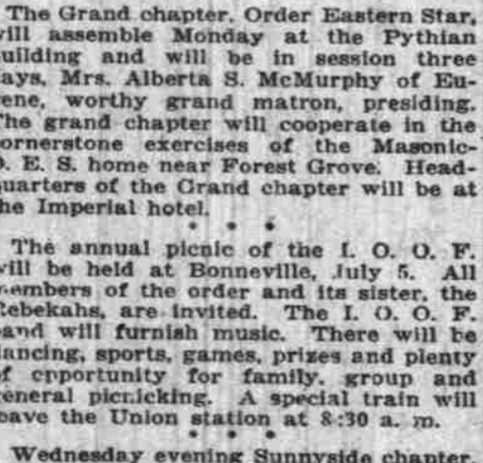 The Grand chapter, Order Eastern Star,
will assemble Monday at the Pythian
building and will be in session three
days, Mrs. Alberta S. McMurphy of Eu-
gene, worthy grand matron, presiding.
The grand chapter will cooperate in the
cornerstone exercises of the Masonic-
O. E. S. home near Forest Grove. Head-
quarters of the Grand chapter will be at
the Imperial hotel.
* * *
The annual picnic of the I. O. O. F.
will be held at Bonneville, July 5. All
members of the order and its sister, the
Rebekahs, are invited. The I. O. O. F.
band will furnish music. There will be
dancing, sports, games, prizes and plenty
of opportunity for family, group and
general picnicking. A special train will
leave the Union station at 8:30 a. m.
* * *
Wednesday evening Sunnyside chapter,